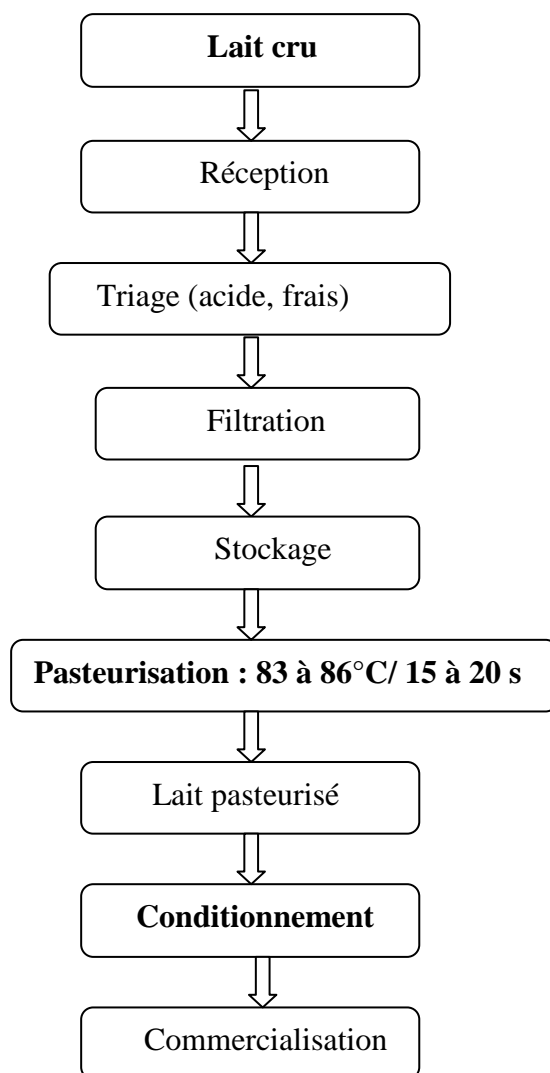 Lait cru
Réception
Triage (acide, frais)
Filtration
Stockage
Pasteurisation : 83 à 86°C/ 15 à 20 s
Lait pasteurisé
Conditionnement
Commercialisation